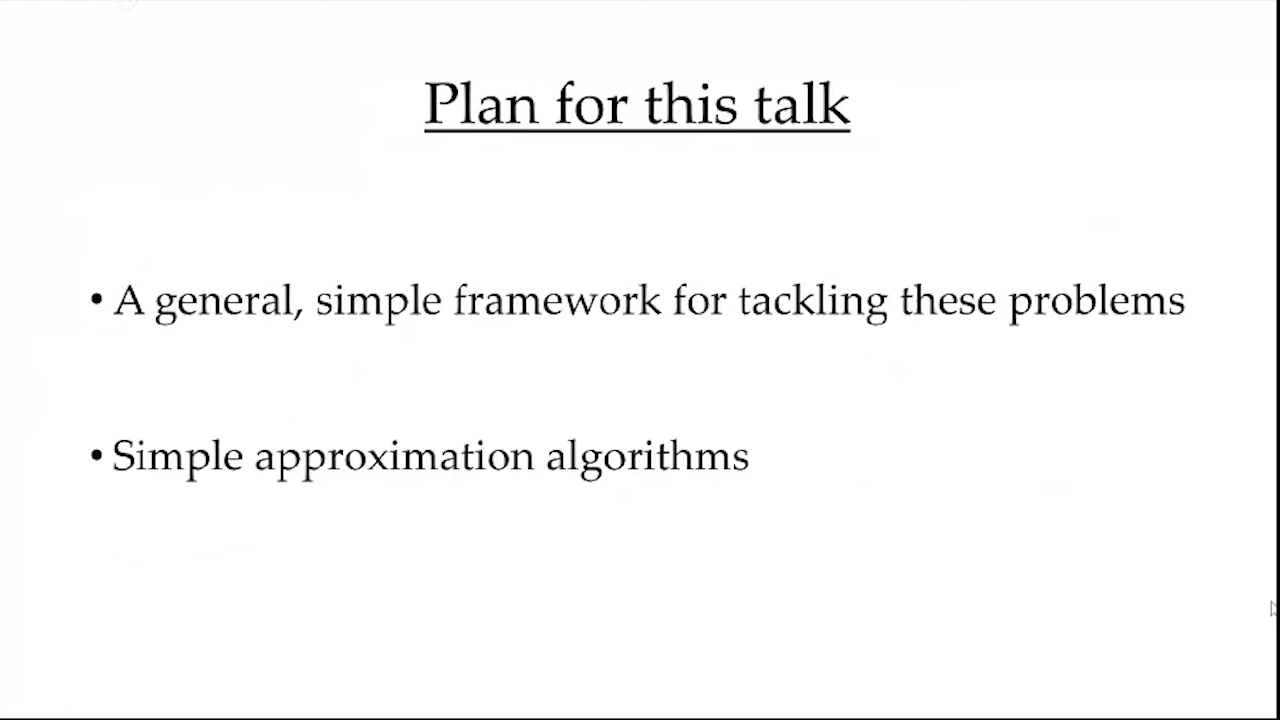 Plan for this talk
• A general, simple framework for tackling these problems
• Simple approximation algorithms